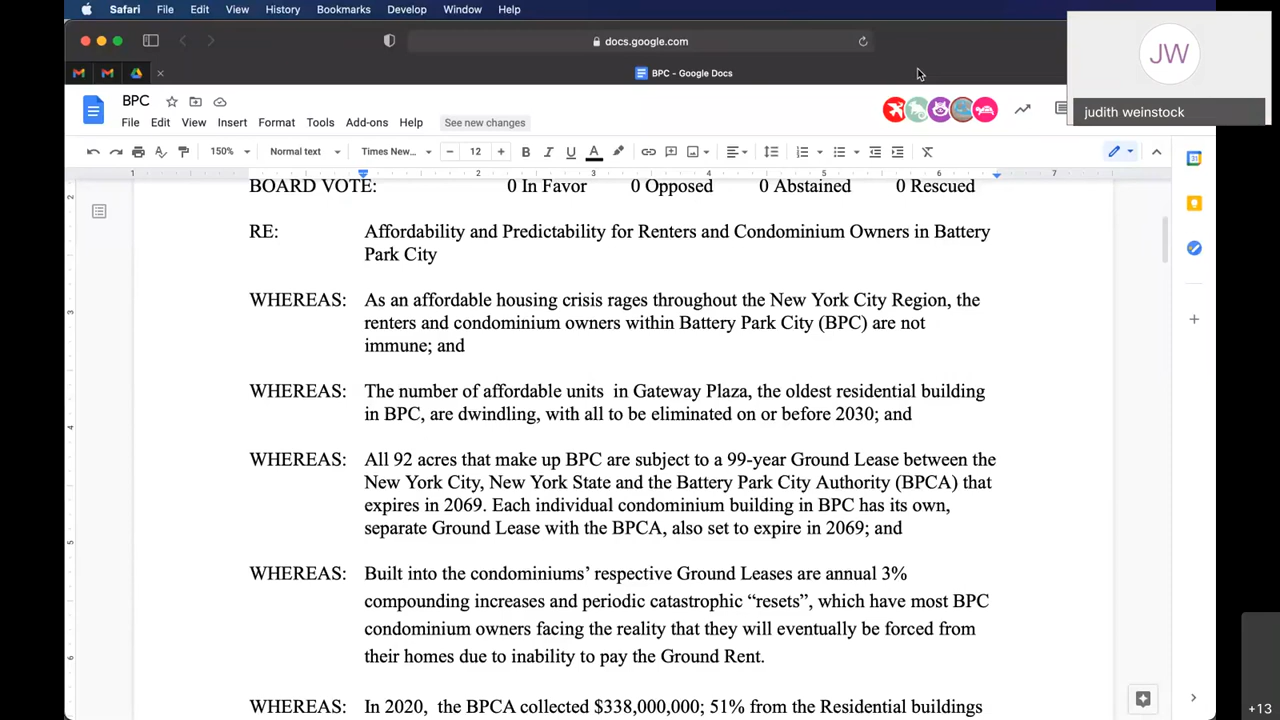 Safari File Edit View History Bookmarks Develop Window Help
docs.google.com
BPC - Google Docs
JW
judith weinstock
BPC
File Edit View Insert Format Tools Add-ons Help See new changes
150% Normal text Times New... 12 B I U A
1 2 3 4 5 6 7
2
3
4
5
6
BOARD VOTE: 0 In Favor 0 Opposed 0 Abstained 0 Rescued
RE: Affordability and Predictability for Renters and Condominium Owners in Battery
Park City
WHEREAS: As an affordable housing crisis rages throughout the New York City Region, the
renters and condominium owners within Battery Park City (BPC) are not
immune; and
WHEREAS: The number of affordable units in Gateway Plaza, the oldest residential building
in BPC, are dwindling, with all to be eliminated on or before 2030; and
WHEREAS: All 92 acres that make up BPC are subject to a 99-year Ground Lease between the
New York City, New York State and the Battery Park City Authority (BPCA) that
expires in 2069. Each individual condominium building in BPC has its own,
separate Ground Lease with the BPCA, also set to expire in 2069; and
WHEREAS: Built into the condominiums’ respective Ground Leases are annual 3%
compounding increases and periodic catastrophic “resets”, which have most BPC
condominium owners facing the reality that they will eventually be forced from
their homes due to inability to pay the Ground Rent.
WHEREAS: In 2020, the BPCA collected $338,000,000; 51% from the Residential buildings
+13